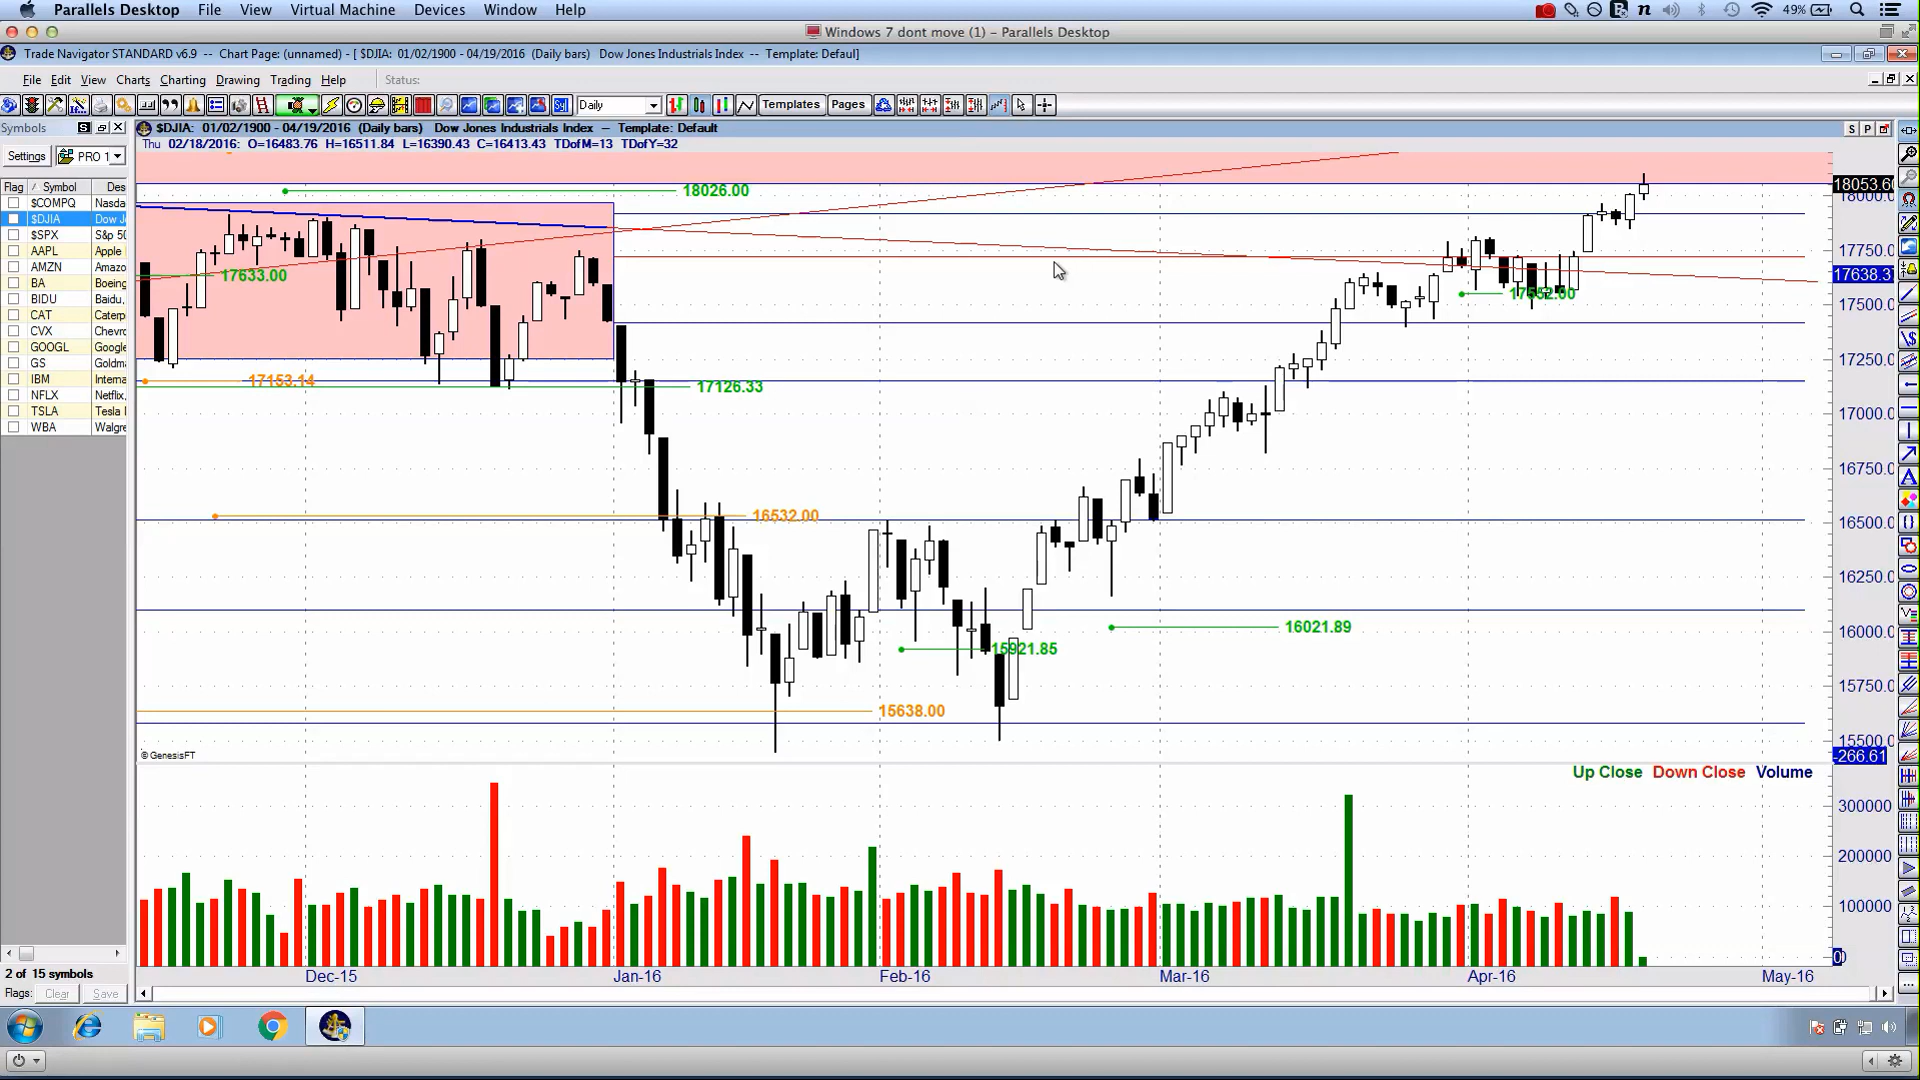 Parallels Desktop File View Virtual Machine Devices Window Help 49%
Windows 7 dont move (1) - Parallels Desktop
Trade Navigator STANDARD v6.9 -- Chart Page: (unnamed) - [ $DJIA: 01/02/1900 - 04/19/2016 (Daily bars) Dow Jones Industrials Index -- Template: Defaul]
File Edit View Charts Charting Drawing Trading Help Status:
Daily Templates Pages
Symbols S
$DJIA: 01/02/1900 - 04/19/2016 (Daily bars) Dow Jones Industrials Index -- Template: Default S P
Thu 02/18/2016: O=16483.76 H=16511.84 L=16390.43 C=16413.43 TDofM=13 TDofY=32
Settings PRO 1
Flag Symbol Des
$COMPQ Nasda
$DJIA Dow J
$SPX S&p 50
AAPL Apple
AMZN Amazo
BA Boeing
BIDU Baidu,
CAT Caterp
CVX Chevro
GOOGL Google
GS Goldma
IBM Interna
NFLX Netflix,
TSLA Tesla
WBA Walgre
2 of 15 symbols
Flags: Clear Save
18026.00
17633.00
17153.14
17126.33
16532.00
15638.00
15921.85
16021.89
17552.00
18053.60
18000.0
17750.0
17638.37
17500.0
17250.0
17000.0
16750.0
16500.0
16250.0
16000.0
15750.0
15500.0
-266.61
© GenesisFT
Up Close Down Close Volume
300000
200000
100000
0
Dec-15 Jan-16 Feb-16 Mar-16 Apr-16 May-16